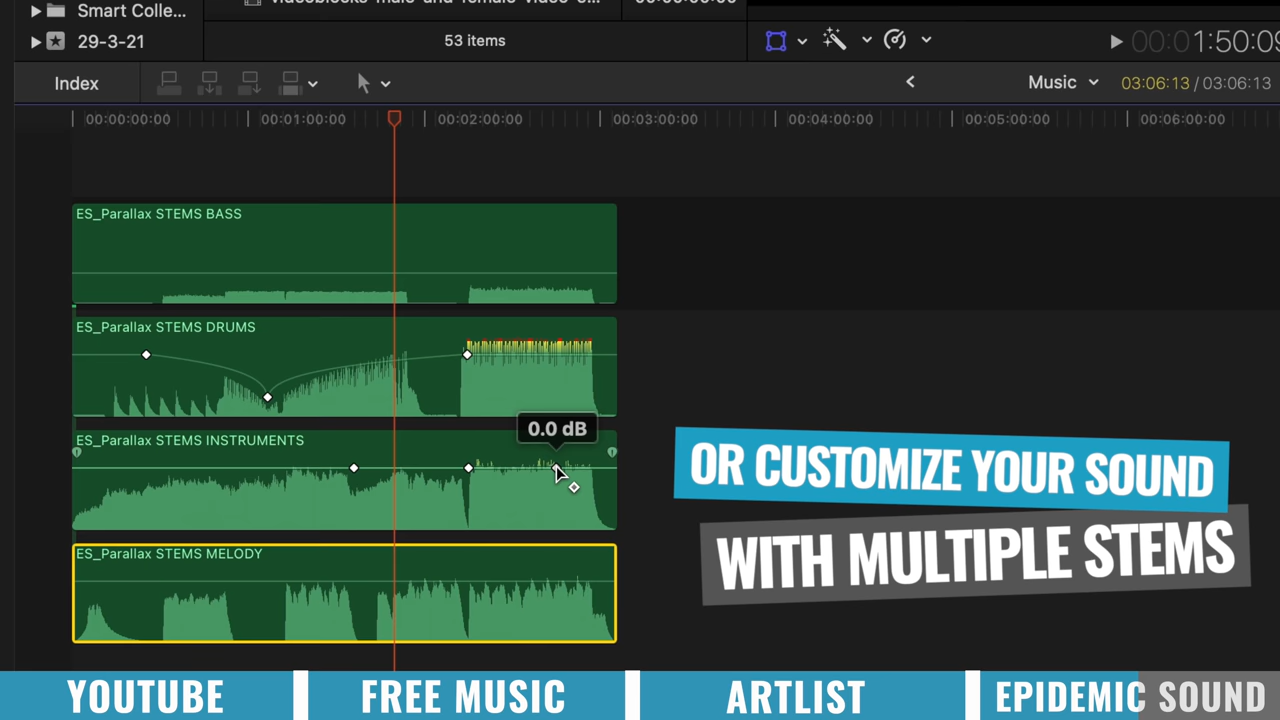 Smart Colle...
29-3-21
53 items
1:50:0
Index
Music
03:06:13 / 03:06:13
00:00:00:00
00:01:00:00
00:02:00:00
00:03:00:00
00:04:00:00
00:05:00:00
00:06:00:00
ES_Parallax STEMS BASS
ES_Parallax STEMS DRUMS
0.0 dB
ES_Parallax STEMS INSTRUMENTS
ES_Parallax STEMS MELODY
OR CUSTOMIZE YOUR SOUND
WITH MULTIPLE STEMS
YOUTUBE
FREE MUSIC
ARTLIST
EPIDEMIC SOUND